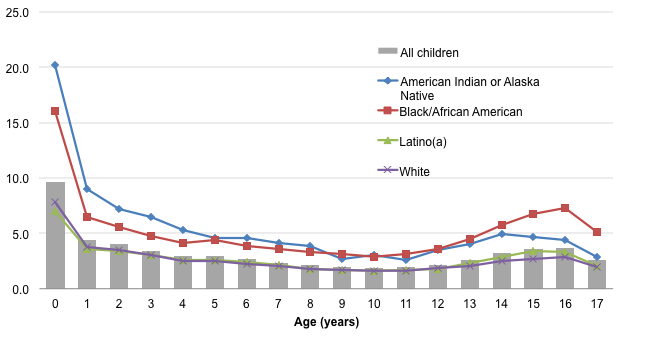 25.0
20.0
15.0
10.0
5.0
0.0
All children
American Indian or Alaska
Native
Black/African American
Latino(a)
White
0 1 2 3 4 5 6 7 8 9 10 11 12 13 14 15 16 17
Age (years)